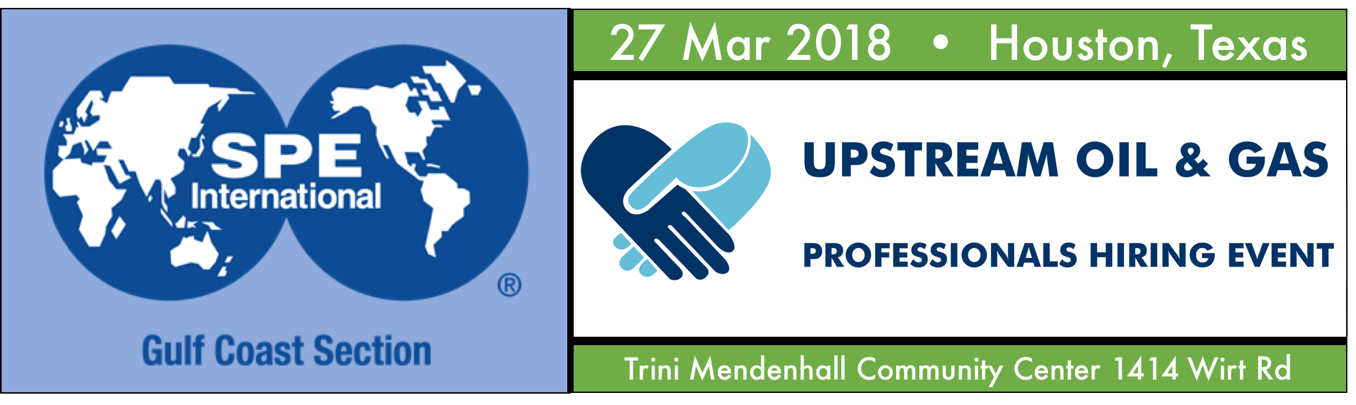 SPE
International
®
Gulf Coast Section
27 Mar 2018 • Houston, Texas
UPSTREAM OIL & GAS
PROFESSIONALS HIRING EVENT
Trini Mendenhall Community Center 1414 Wirt Rd